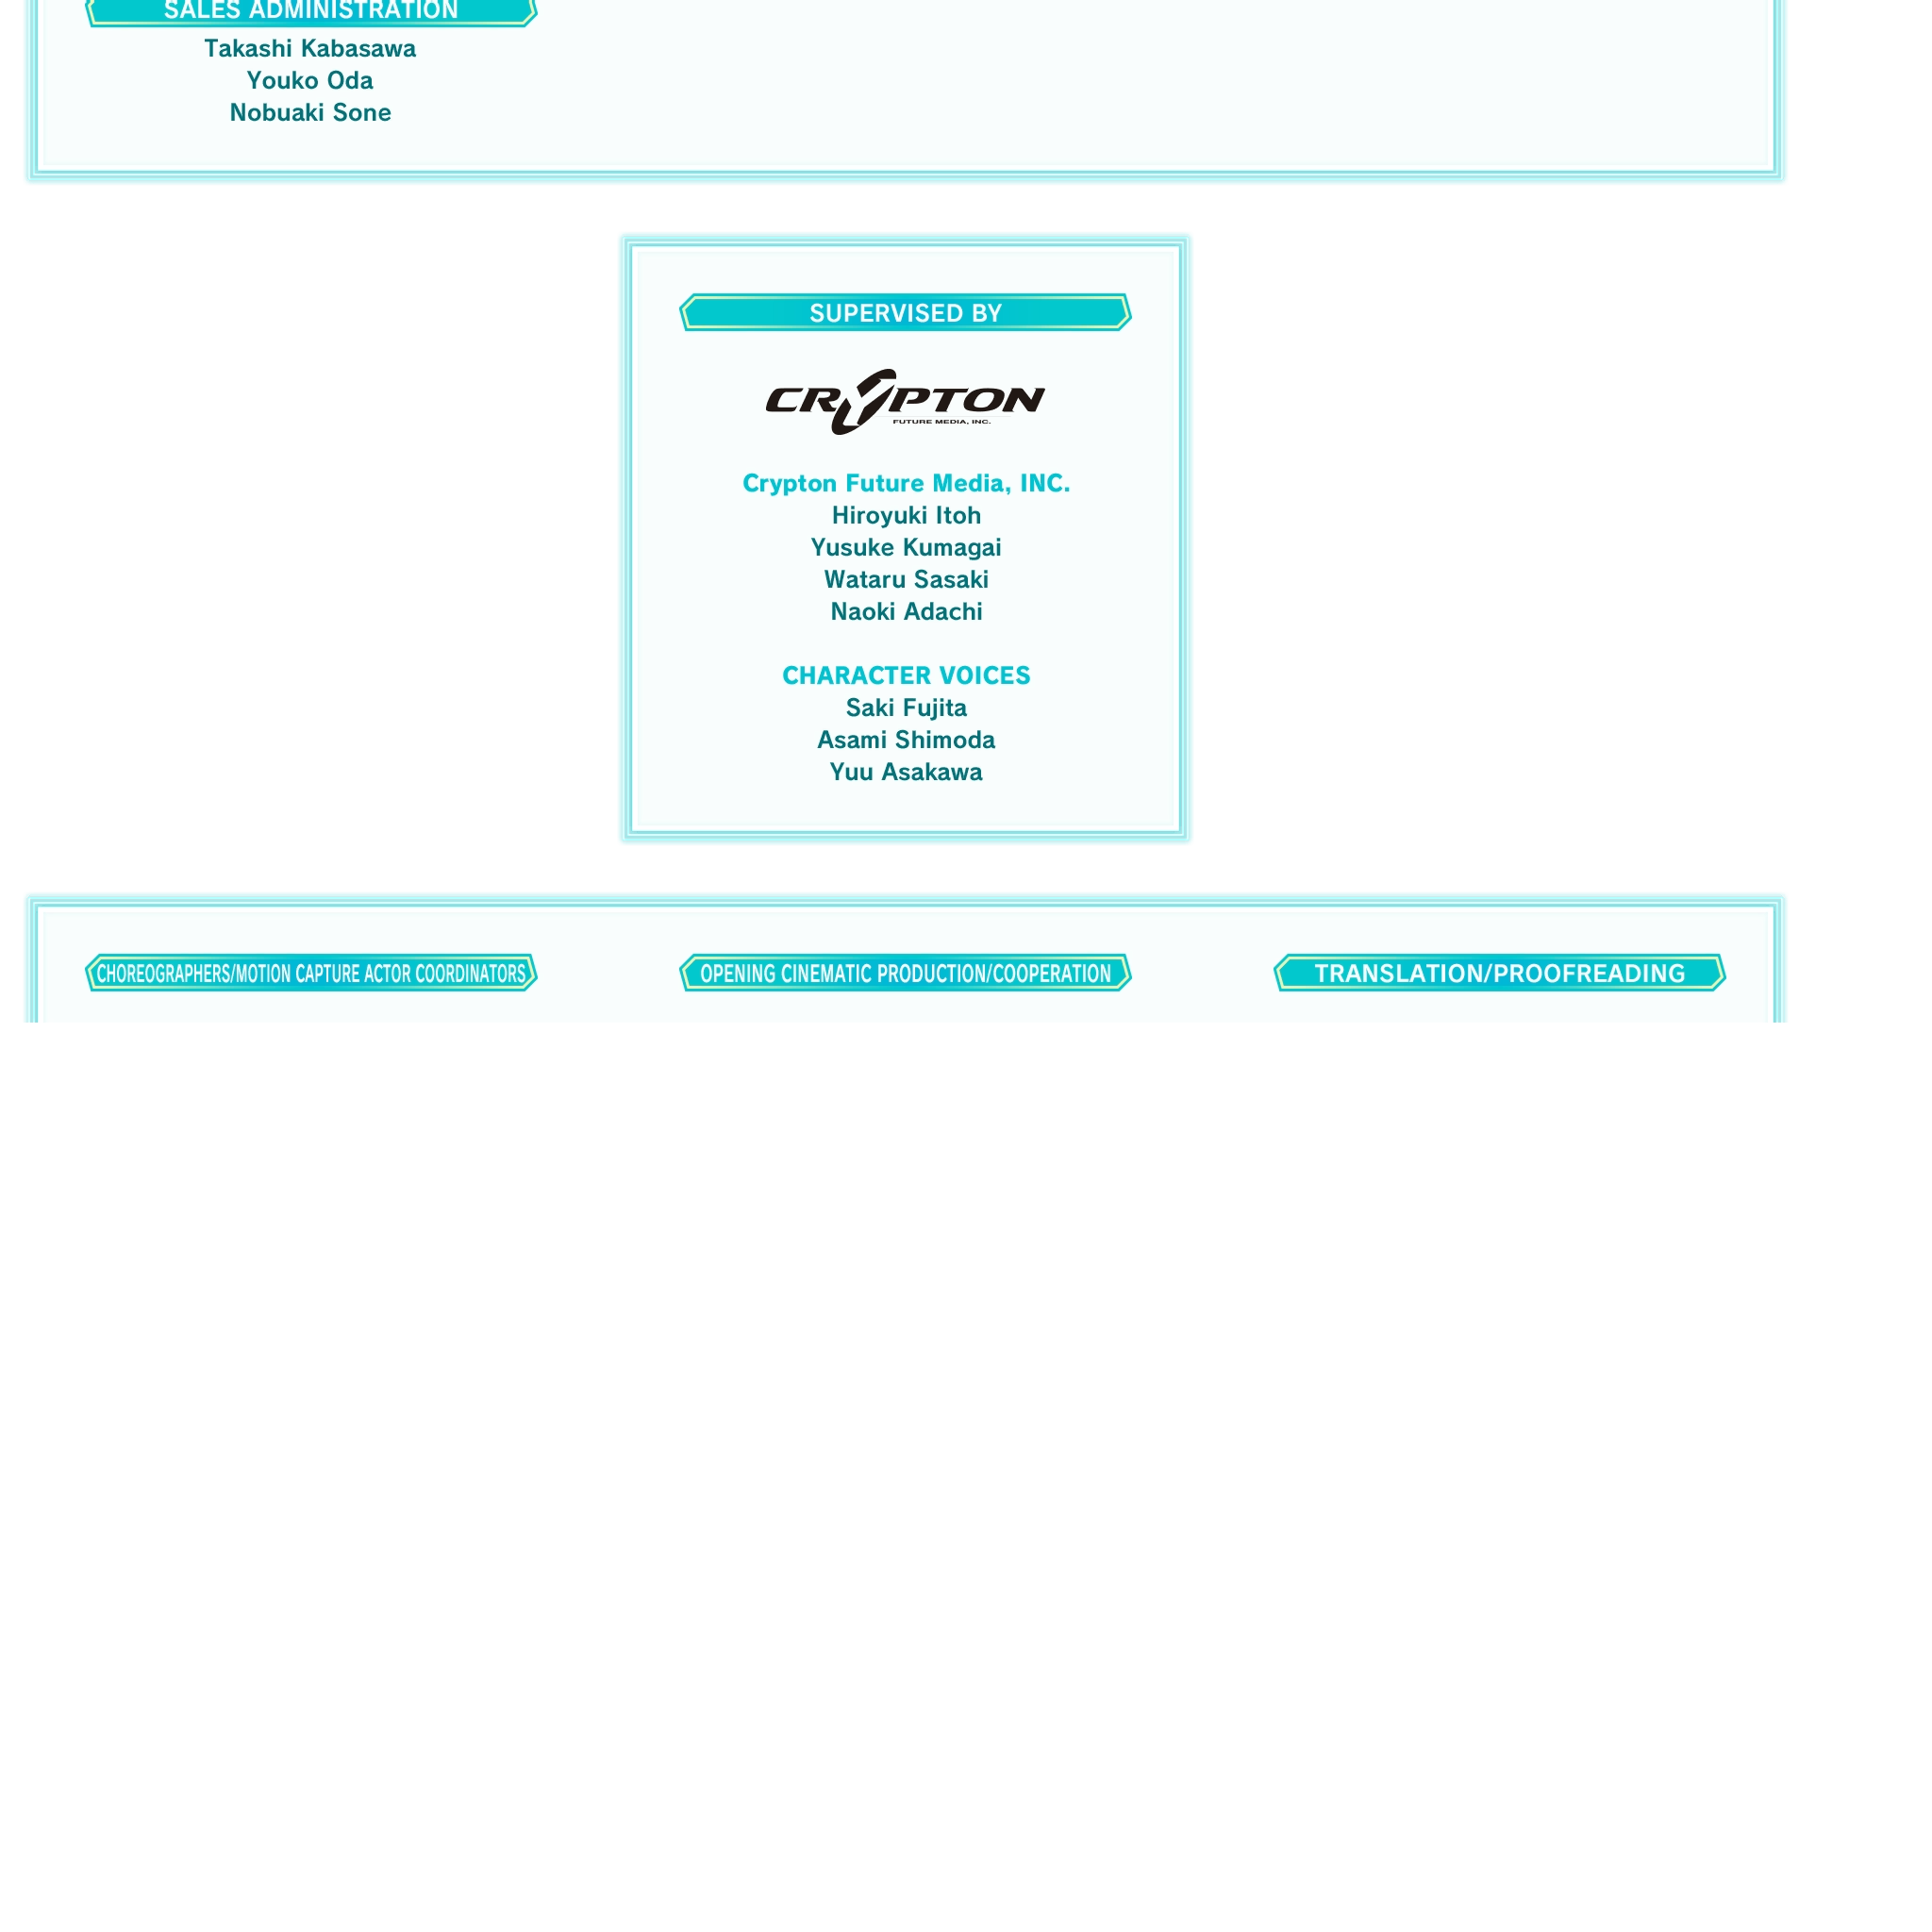 SALES ADMINISTRATION
Takashi Kabasawa
Youko Oda
Nobuaki Sone
SUPERVISED BY
CRYPTON
FUTURE MEDIA, INC.
Crypton Future Media, INC.
Hiroyuki Itoh
Yusuke Kumagai
Wataru Sasaki
Naoki Adachi
CHARACTER VOICES
Saki Fujita
Asami Shimoda
Yuu Asakawa
CHOREOGRAPHERS/MOTION CAPTURE ACTOR COORDINATORS
OPENING CINEMATIC PRODUCTION/COOPERATION
TRANSLATION/PROOFREADING